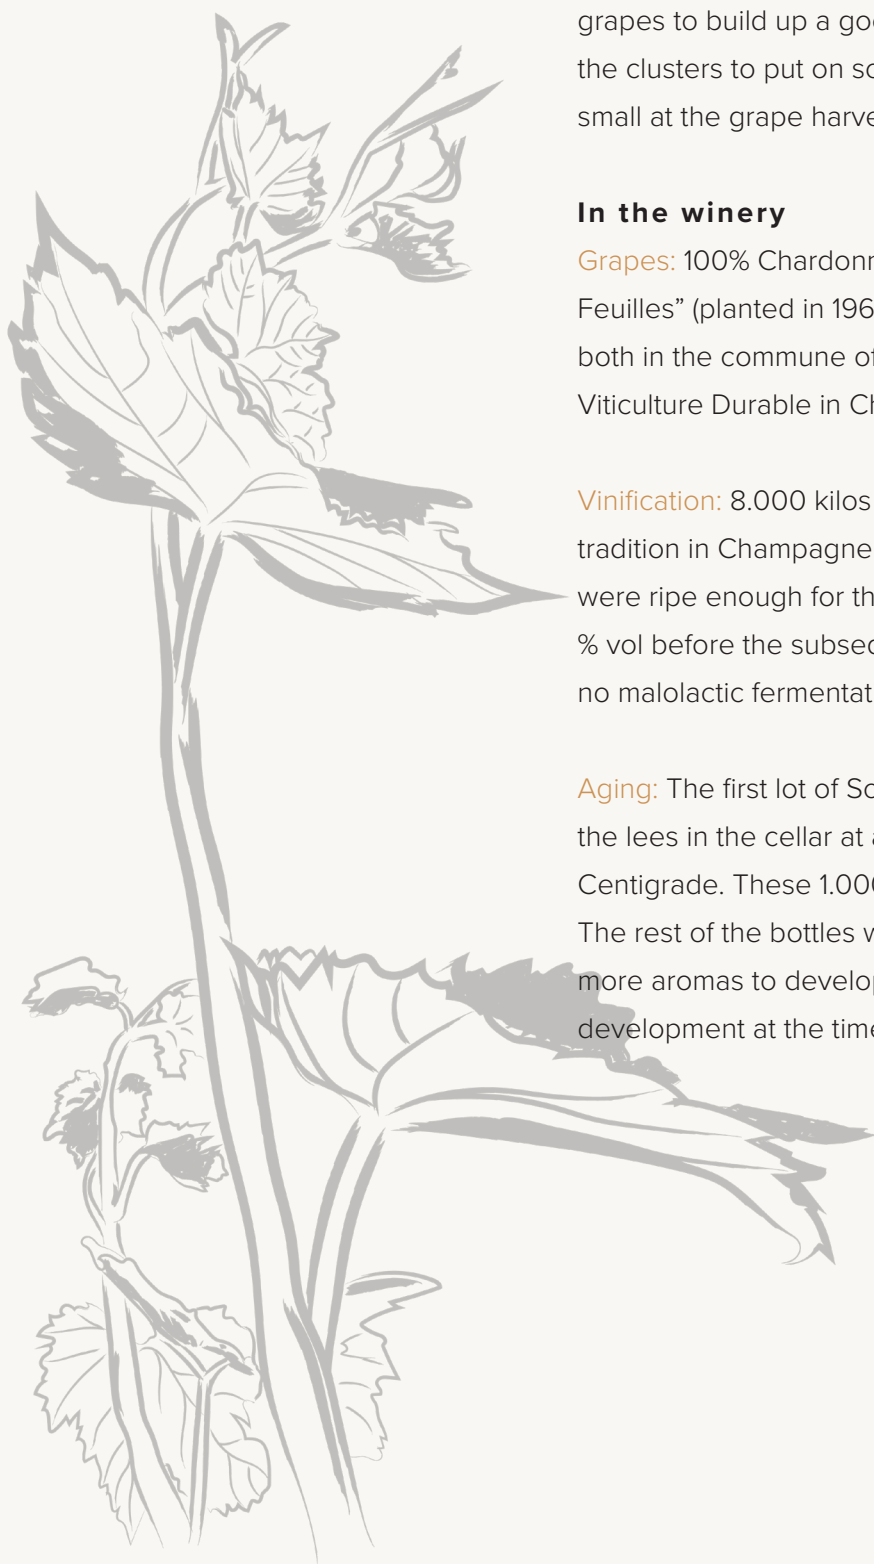 grapes to build up a go
the clusters to put on so
small at the grape harve
In the winery
Grapes: 100% Chardonn
Feuilles” (planted in 196
both in the commune of
Viticulture Durable in Ch
Vinification: 8.000 kilos
tradition in Champagne
were ripe enough for th
% vol before the subsec
no malolactic fermentat
Aging: The first lot of So
the lees in the cellar at a
Centigrade. These 1.000
The rest of the bottles w
more aromas to develop
development at the time